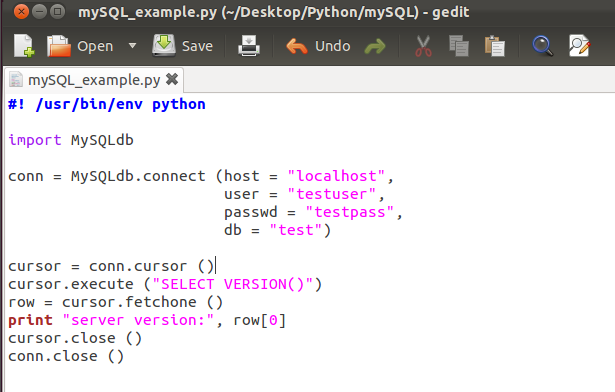 mySQL_example.py (~/Desktop/Python/mySQL) - gedit
Open Save Undo
mySQL_example.py
#! /usr/bin/env python
import MySQLdb
conn = MySQLdb.connect (host = "localhost",
user = "testuser",
passwd = "testpass",
db = "test")
cursor = conn.cursor ()
cursor.execute ("SELECT VERSION()")
row = cursor.fetchone ()
print "server version:", row[0]
cursor.close ()
conn.close ()